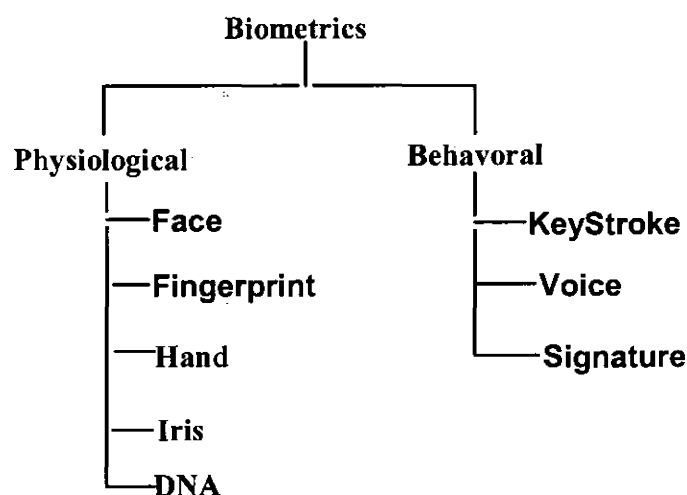 Biometrics
Physiological
Face
Fingerprint
Hand
Iris
DNA
Behavoral
KeyStroke
Voice
Signature